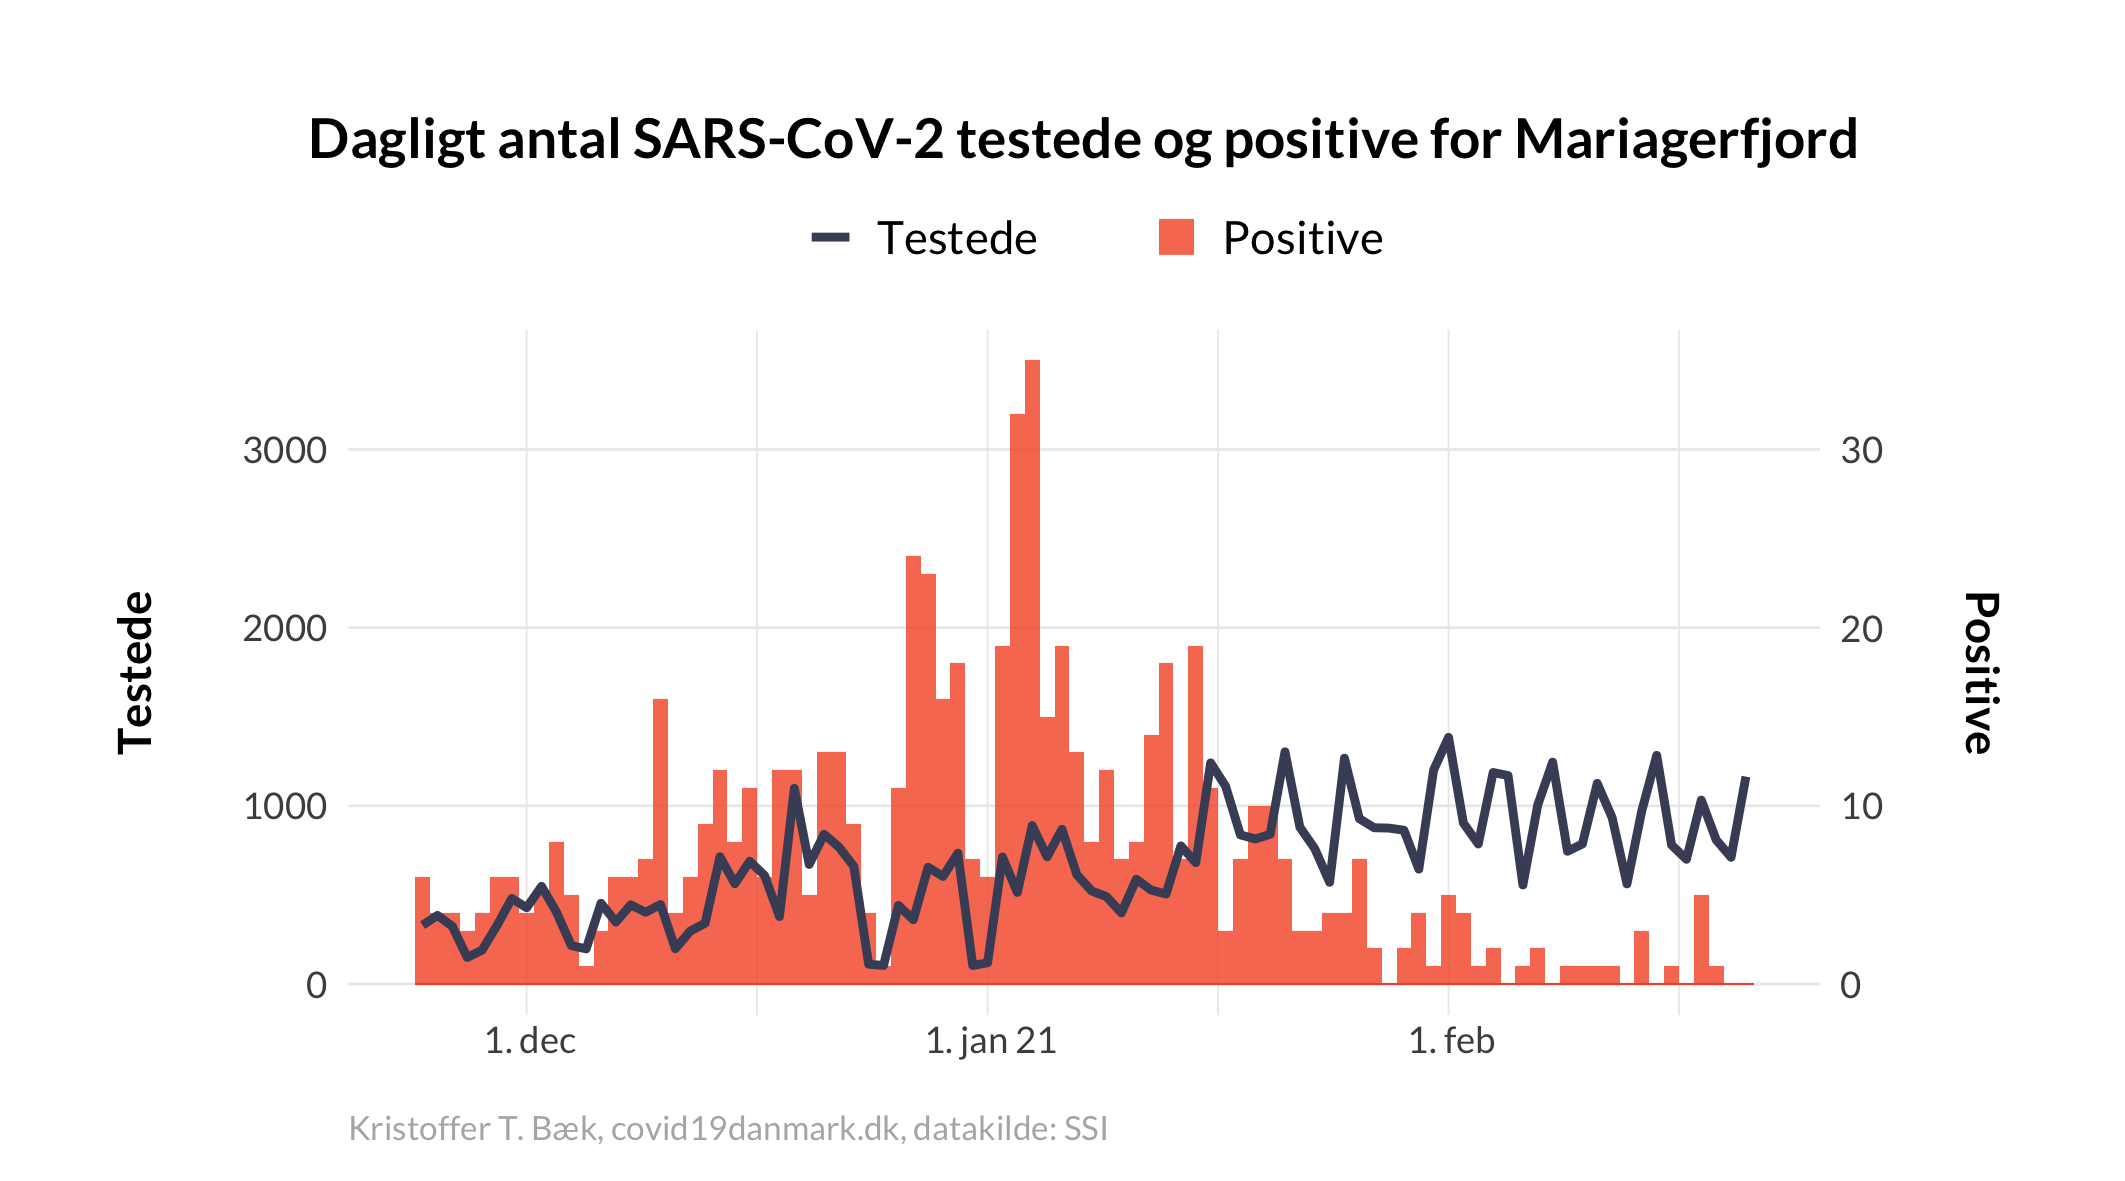 Dagligt antal SARS-CoV-2 testede og positive for Mariagerfjord
Testede Positive
3000 30
2000 20
1000 10
0 0
Testede
Positive
1. dec 1. jan 21 1. feb
Kristoffer T. Bæk, covid19danmark.dk, datakilde: SSI